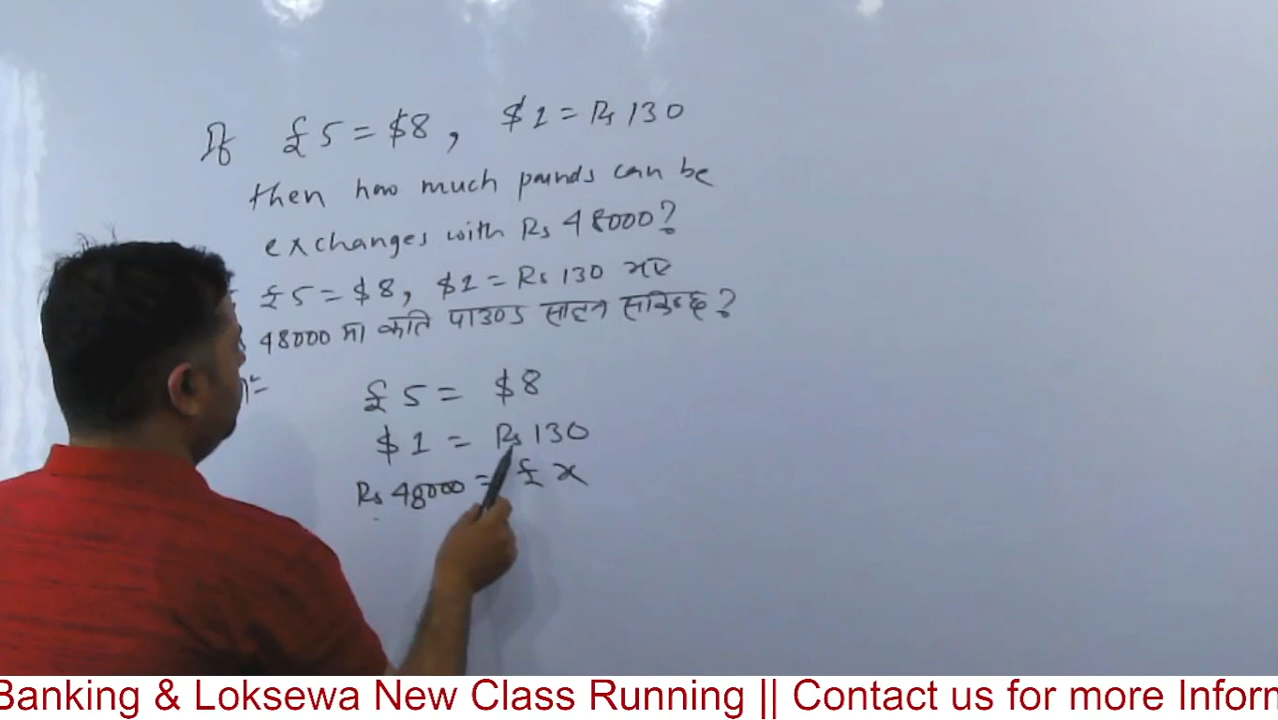 If £5 = $8, $1 = Rs 130
then how much pounds can be
exchanges with Rs 48000?
£5 = $8, $1 = Rs 130 भए
48000 मा कति पाउण्ड साट्न सकिन्छ?
£5 = $8
$1 = Rs 130
Rs 48000 = £ x
Banking & Loksewa New Class Running || Contact us for more Inform